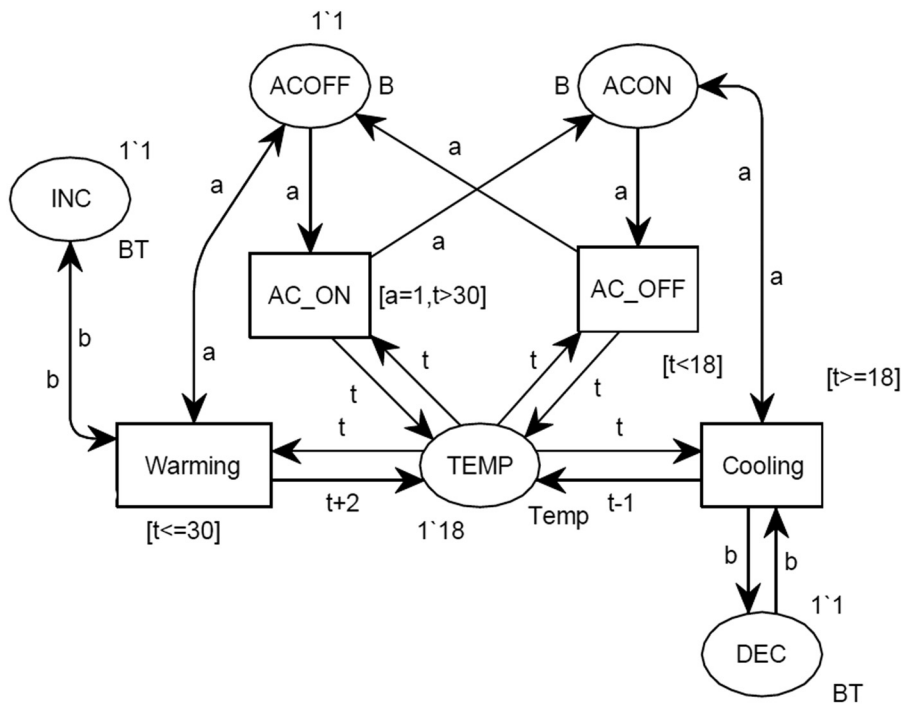 1`1
ACOFF
B
B
ACON
1`1
INC
BT
a
a
a
a
a
a
AC_ON
[a=1,t>30]
AC_OFF
a
b
b
a
t
t
t
t
[t<18]
[t>=18]
Warming
t
TEMP
t
Cooling
t+2
t-1
[t<=30]
1`18
Temp
b
b
1`1
DEC
BT